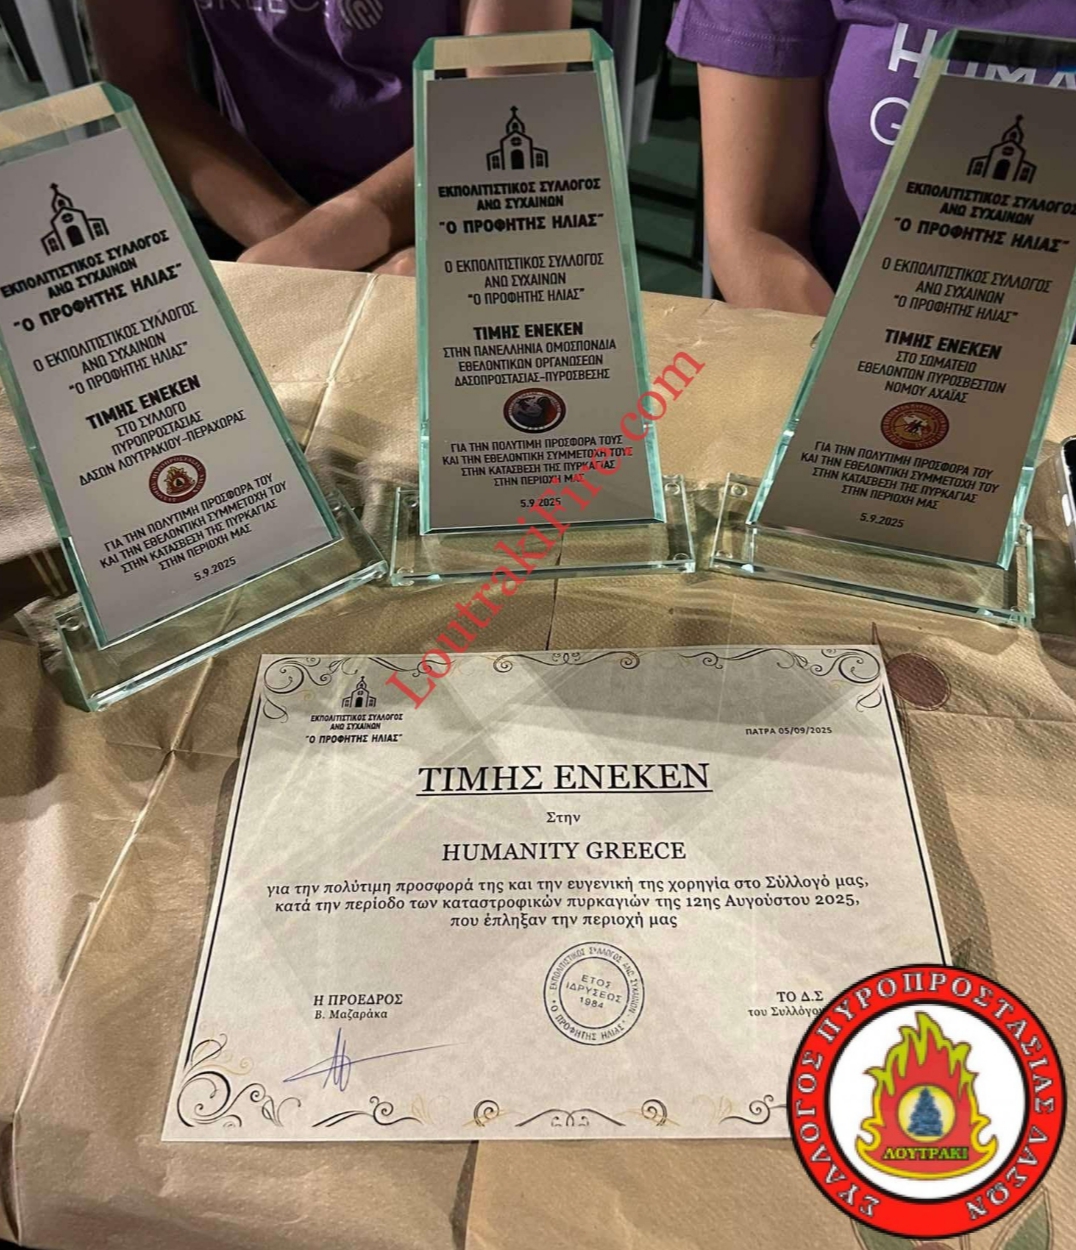 GREECE
ΕΚΠΟΛΙΤΙΣΤΙΚΟΣ ΣΥΛΛΟΓΟΣ
ΑΝΩ ΣΥΧΑΙΝΩΝ
"Ο ΠΡΟΦΗΤΗΣ ΗΛΙΑΣ"
Ο ΕΚΠΟΛΙΤΙΣΤΙΚΟΣ ΣΥΛΛΟΓΟΣ
ΑΝΩ ΣΥΧΑΙΝΩΝ
"Ο ΠΡΟΦΗΤΗΣ ΗΛΙΑΣ"
ΤΙΜΗΣ ΕΝΕΚΕΝ
ΣΤΟ ΣΥΛΛΟΓΟ
ΠΥΡΟΠΡΟΣΤΑΣΙΑΣ
ΔΑΣΩΝ ΛΟΥΤΡΑΚΙΟΥ-ΠΕΡΑΧΩΡΑΣ
ΓΙΑ ΤΗΝ ΠΟΛΥΤΙΜΗ ΠΡΟΣΦΟΡΑ ΤΟΥ
ΚΑΙ ΤΗΝ ΕΘΕΛΟΝΤΙΚΗ ΣΥΜΜΕΤΟΧΗ ΤΟΥ
ΣΤΗΝ ΚΑΤΑΣΒΕΣΗ ΤΗΣ ΠΥΡΚΑΓΙΑΣ
ΣΤΗΝ ΠΕΡΙΟΧΗ ΜΑΣ
5.9.2025
ΕΚΠΟΛΙΤΙΣΤΙΚΟΣ ΣΥΛΛΟΓΟΣ
ΑΝΩ ΣΥΧΑΙΝΩΝ
"Ο ΠΡΟΦΗΤΗΣ ΗΛΙΑΣ"
Ο ΕΚΠΟΛΙΤΙΣΤΙΚΟΣ ΣΥΛΛΟΓΟΣ
ΑΝΩ ΣΥΧΑΙΝΩΝ
"Ο ΠΡΟΦΗΤΗΣ ΗΛΙΑΣ"
ΤΙΜΗΣ ΕΝΕΚΕΝ
ΣΤΗΝ ΠΑΝΕΛΛΗΝΙΑ ΟΜΟΣΠΟΝΔΙΑ
ΕΘΕΛΟΝΤΙΚΩΝ ΟΡΓΑΝΩΣΕΩΝ
ΔΑΣΟΠΡΟΣΤΑΣΙΑΣ-ΠΥΡΟΣΒΕΣΗΣ
ΓΙΑ ΤΗΝ ΠΟΛΥΤΙΜΗ ΠΡΟΣΦΟΡΑ ΤΟΥΣ
ΚΑΙ ΤΗΝ ΕΘΕΛΟΝΤΙΚΗ ΣΥΜΜΕΤΟΧΗ ΤΟΥΣ
ΣΤΗΝ ΚΑΤΑΣΒΕΣΗ ΤΗΣ ΠΥΡΚΑΓΙΑΣ
ΣΤΗΝ ΠΕΡΙΟΧΗ ΜΑΣ
5.9.2025
ΕΚΠΟΛΙΤΙΣΤΙΚΟΣ ΣΥΛΛΟΓΟΣ
ΑΝΩ ΣΥΧΑΙΝΩΝ
"Ο ΠΡΟΦΗΤΗΣ ΗΛΙΑΣ"
Ο ΕΚΠΟΛΙΤΙΣΤΙΚΟΣ ΣΥΛΛΟΓΟΣ
ΑΝΩ ΣΥΧΑΙΝΩΝ
"Ο ΠΡΟΦΗΤΗΣ ΗΛΙΑΣ"
ΤΙΜΗΣ ΕΝΕΚΕΝ
ΣΤΟ ΣΩΜΑΤΕΙΟ
ΕΘΕΛΟΝΤΩΝ ΠΥΡΟΣΒΕΣΤΩΝ
ΝΟΜΟΥ ΑΧΑΪΑΣ
ΓΙΑ ΤΗΝ ΠΟΛΥΤΙΜΗ ΠΡΟΣΦΟΡΑ ΤΟΥ
ΚΑΙ ΤΗΝ ΕΘΕΛΟΝΤΙΚΗ ΣΥΜΜΕΤΟΧΗ ΤΟΥ
ΣΤΗΝ ΚΑΤΑΣΒΕΣΗ ΤΗΣ ΠΥΡΚΑΓΙΑΣ
ΣΤΗΝ ΠΕΡΙΟΧΗ ΜΑΣ
5.9.2025
LoutrakiFire.com
ΕΚΠΟΛΙΤΙΣΤΙΚΟΣ ΣΥΛΛΟΓΟΣ
ΑΝΩ ΣΥΧΑΙΝΩΝ
"Ο ΠΡΟΦΗΤΗΣ ΗΛΙΑΣ"
ΠΑΤΡΑ 05/09/2025
ΤΙΜΗΣ ΕΝΕΚΕΝ
Στην
HUMANITY GREECE
για την πολύτιμη προσφορά της και την ευγενική της χορηγία στο Σύλλογό μας,
κατά την περίοδο των καταστροφικών πυρκαγιών της 12ης Αυγούστου 2025,
που έπληξαν την περιοχή μας
Η ΠΡΟΕΔΡΟΣ
Β. Μαζαράκα
ΕΚΠΟΛΙΤΙΣΤΙΚΟΣ ΣΥΛΛΟΓΟΣ ΑΝΩ ΣΥΧΑΙΝΩΝ
Ο ΠΡΟΦΗΤΗΣ ΗΛΙΑΣ
ΕΤΟΣ
ΙΔΡΥΣΕΩΣ
1984
ΤΟ Δ.Σ
του Συλλόγου
ΣΥΛΛΟΓΟΣ ΠΥΡΟΠΡΟΣΤΑΣΙΑΣ ΔΑΣΩΝ
ΛΟΥΤΡΑΚΙ